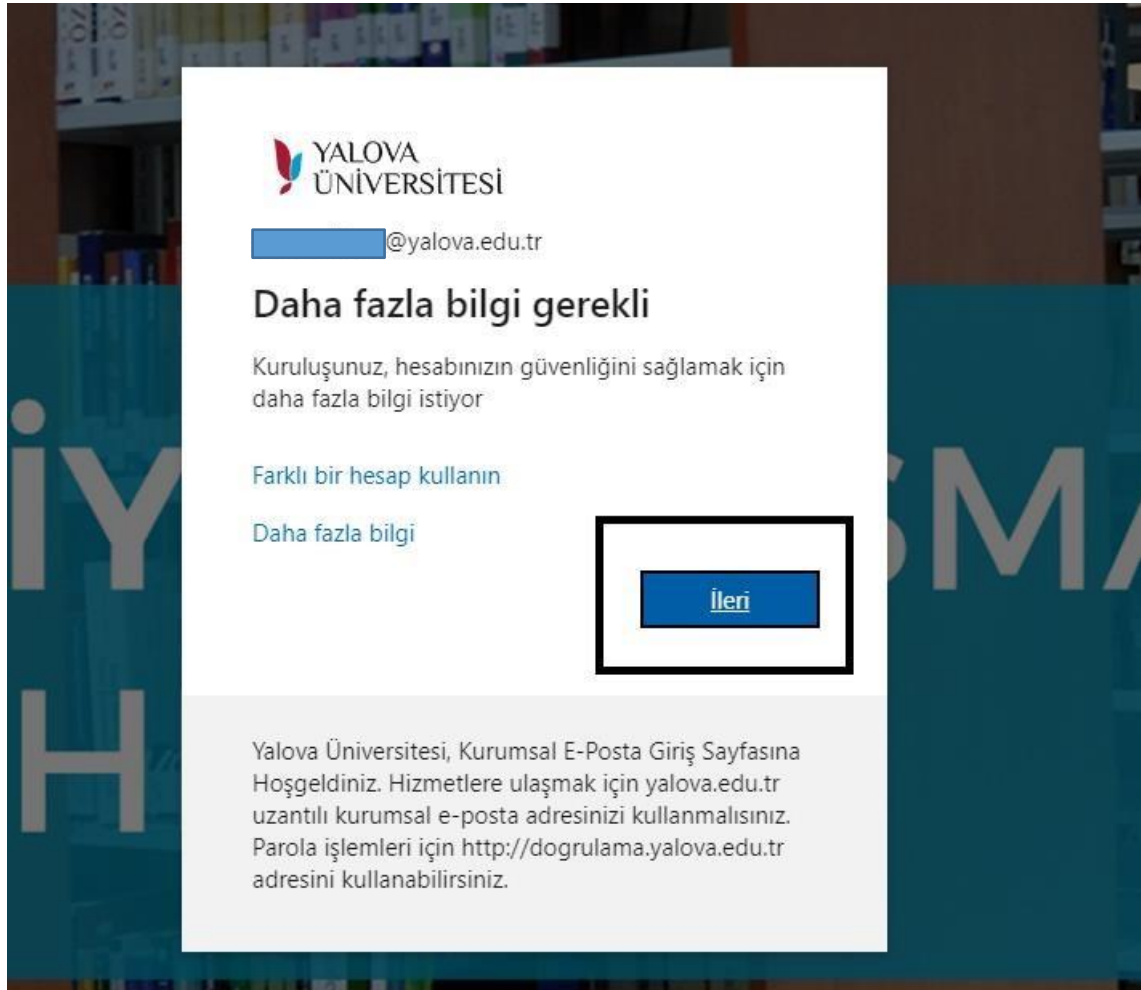 YALOVA
ÜNİVERSİTESİ
@yalova.edu.tr
Daha fazla bilgi gerekli
Kuruluşunuz, hesabınızın güvenliğini sağlamak için
daha fazla bilgi istiyor
Farklı bir hesap kullanın
Daha fazla bilgi
İleri
Yalova Üniversitesi, Kurumsal E-Posta Giriş Sayfasına
Hoşgeldiniz. Hizmetlere ulaşmak için yalova.edu.tr
uzantılı kurumsal e-posta adresinizi kullanmalısınız.
Parola işlemleri için http://dogrulama.yalova.edu.tr
adresini kullanabilirsiniz.